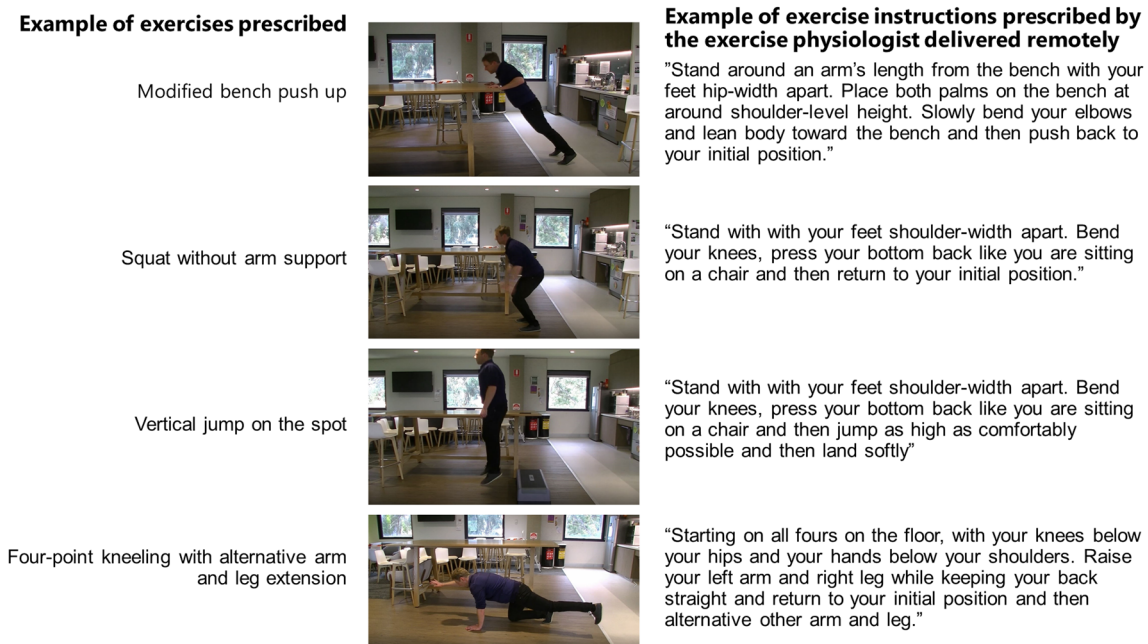 Example of exercises prescribed
Example of exercise instructions prescribed by
the exercise physiologist delivered remotely
Modified bench push up
”Stand around an arm’s length from the bench with your
feet hip-width apart. Place both palms on the bench at
around shoulder-level height. Slowly bend your elbows
and lean body toward the bench and then push back to
your initial position.”
Squat without arm support
“Stand with with your feet shoulder-width apart. Bend
your knees, press your bottom back like you are sitting
on a chair and then return to your initial position.”
Vertical jump on the spot
“Stand with with your feet shoulder-width apart. Bend
your knees, press your bottom back like you are sitting
on a chair and then jump as high as comfortably
possible and then land softly”
Four-point kneeling with alternative arm
and leg extension
“Starting on all fours on the floor, with your knees below
your hips and your hands below your shoulders. Raise
your left arm and right leg while keeping your back
straight and return to your initial position and then
alternative other arm and leg.”